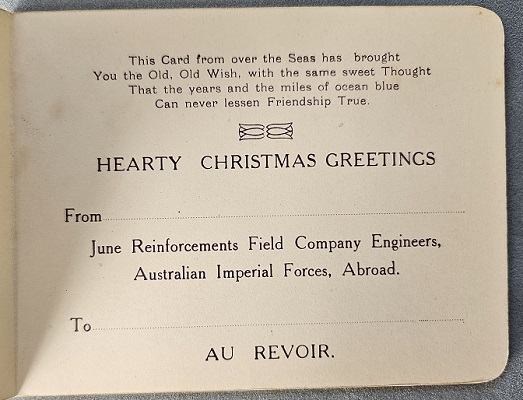 This Card from over the Seas has brought
You the Old, Old Wish, with the same sweet Thought
That the years and the miles of ocean blue
Can never lessen Friendship True.
HEARTY CHRISTMAS GREETINGS
From
June Reinforcements Field Company Engineers,
Australian Imperial Forces, Abroad.
To
AU REVOIR.